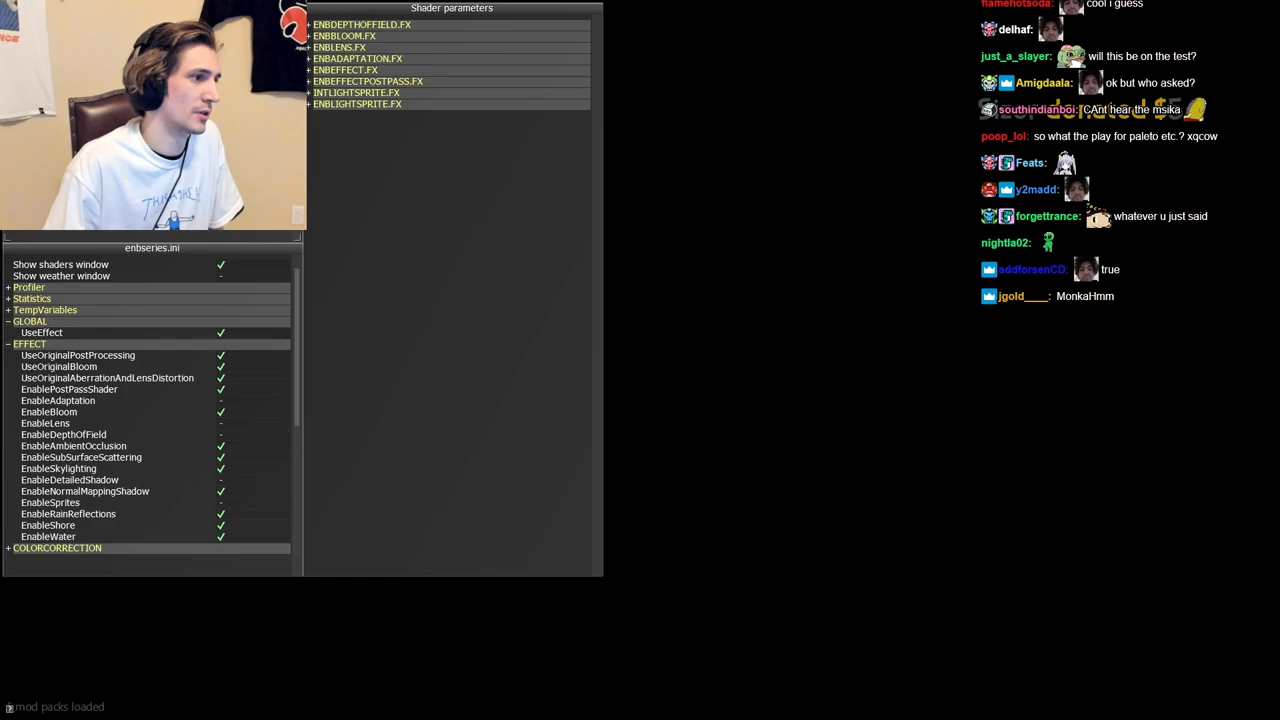 Shader parameters
+ ENBDEPTHOFFIELD.FX
+ ENBBLOOM.FX
+ ENBLENS.FX
+ ENBADAPTATION.FX
+ ENBEFFECT.FX
+ ENBEFFECTPOSTPASS.FX
+ INTLIGHTSPRITE.FX
+ ENBLIGHTSPRITE.FX
enbseries.ini
Show shaders window
Show weather window -
+ Profiler
+ Statistics
+ TempVariables
− GLOBAL
UseEffect
− EFFECT
UseOriginalPostProcessing
UseOriginalBloom
UseOriginalAberrationAndLensDistortion
EnablePostPassShader
EnableAdaptation -
EnableBloom
EnableLens -
EnableDepthOfField -
EnableAmbientOcclusion
EnableSubSurfaceScattering
EnableSkylighting
EnableDetailedShadow -
EnableNormalMappingShadow
EnableSprites -
EnableRainReflections
EnableShore
EnableWater
+ COLORCORRECTION
mod packs loaded
flamehotsoda: cool i guess
delhaf:
just_a_slayer: will this be on the test?
Amigdaala: ok but who asked?
donated $5
southindianboi: CAnt hear the msika
poop_lol: so what the play for paleto etc.? xqcow
Feats:
y2madd:
forgettrance: whatever u just said
nightla02:
addforsenCD: true
jgold____: MonkaHmm